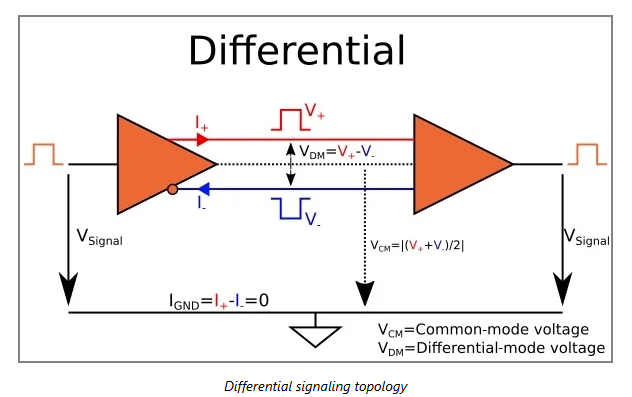 Differential
I+
V+
VDM=V+-V-
I-
V-
VSignal
VCM=|(V++V-)/2|
VSignal
IGND=I+-I-=0
VCM=Common-mode voltage
VDM=Differential-mode voltage
Differential signaling topology